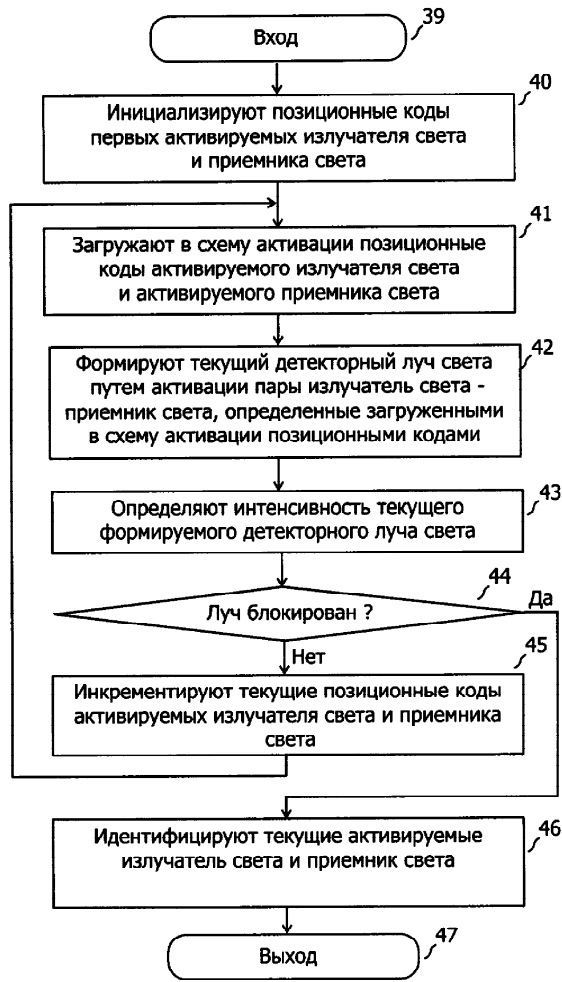 39
Вход
40
Инициализируют позиционные коды
первых активируемых излучателя света
и приемника света
41
Загружают в схему активации позиционные
коды активируемого излучателя света
и активируемого приемника света
42
Формируют текущий детекторный луч света
путем активации пары излучатель света -
приемник света, определенные загруженными
в схему активации позиционными кодами
43
Определяют интенсивность текущего
формируемого детекторного луча света
44
Луч блокирован ?
Да
Нет
45
Инкрементируют текущие позиционные коды
активируемых излучателя света и приемника
света
46
Идентифицируют текущие активируемые
излучатель света и приемник света
47
Выход